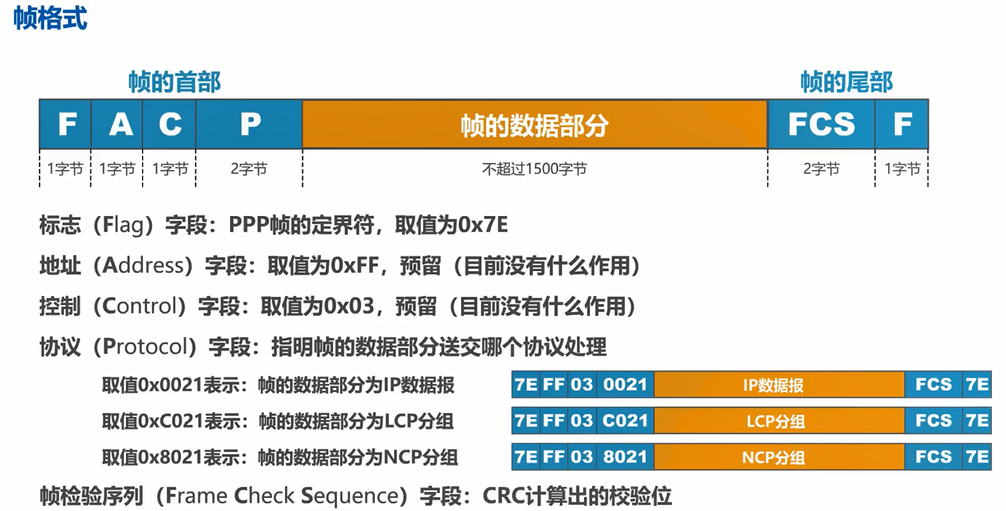 帧格式
帧的首部 帧的尾部
F A C P 帧的数据部分 FCS F
1字节 1字节 1字节 2字节 不超过1500字节 2字节 1字节
标志（Flag）字段：PPP帧的定界符，取值为0x7E
地址（Address）字段：取值为0xFF，预留（目前没有什么作用）
控制（Control）字段：取值为0x03，预留（目前没有什么作用）
协议（Protocol）字段：指明帧的数据部分送交哪个协议处理
取值0x0021表示：帧的数据部分为IP数据报 7E FF 03 0021 IP数据报 FCS 7E
取值0xC021表示：帧的数据部分为LCP分组 7E FF 03 C021 LCP分组 FCS 7E
取值0x8021表示：帧的数据部分为NCP分组 7E FF 03 8021 NCP分组 FCS 7E
帧检验序列（Frame Check Sequence）字段：CRC计算出的校验位